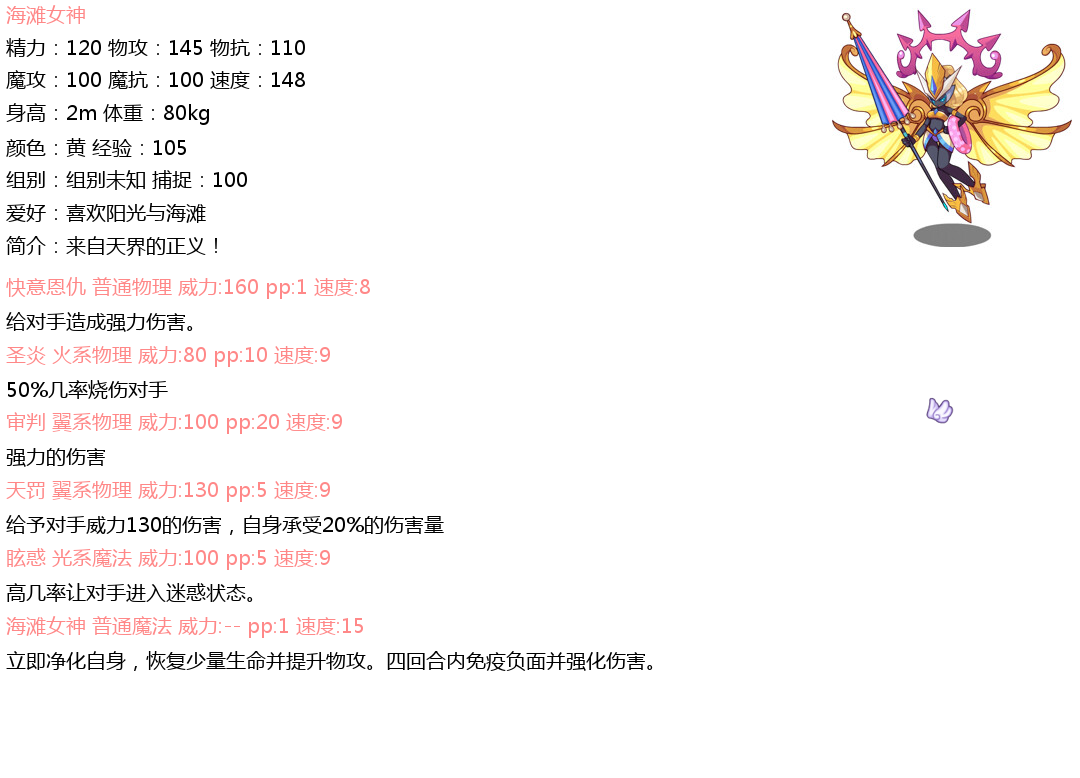 海滩女神
精力：120 物攻：145 物抗：110
魔攻：100 魔抗：100 速度：148
身高：2m 体重：80kg
颜色：黄 经验：105
组别：组别未知 捕捉：100
爱好：喜欢阳光与海滩
简介：来自天界的正义！
快意恩仇 普通物理 威力:160 pp:1 速度:8
给对手造成强力伤害。
圣炎 火系物理 威力:80 pp:10 速度:9
50%几率烧伤对手
审判 翼系物理 威力:100 pp:20 速度:9
强力的伤害
天罚 翼系物理 威力:130 pp:5 速度:9
给予对手威力130的伤害，自身承受20%的伤害量
眩惑 光系魔法 威力:100 pp:5 速度:9
高几率让对手进入迷惑状态。
海滩女神 普通魔法 威力:-- pp:1 速度:15
立即净化自身，恢复少量生命并提升物攻。四回合内免疫负面并强化伤害。